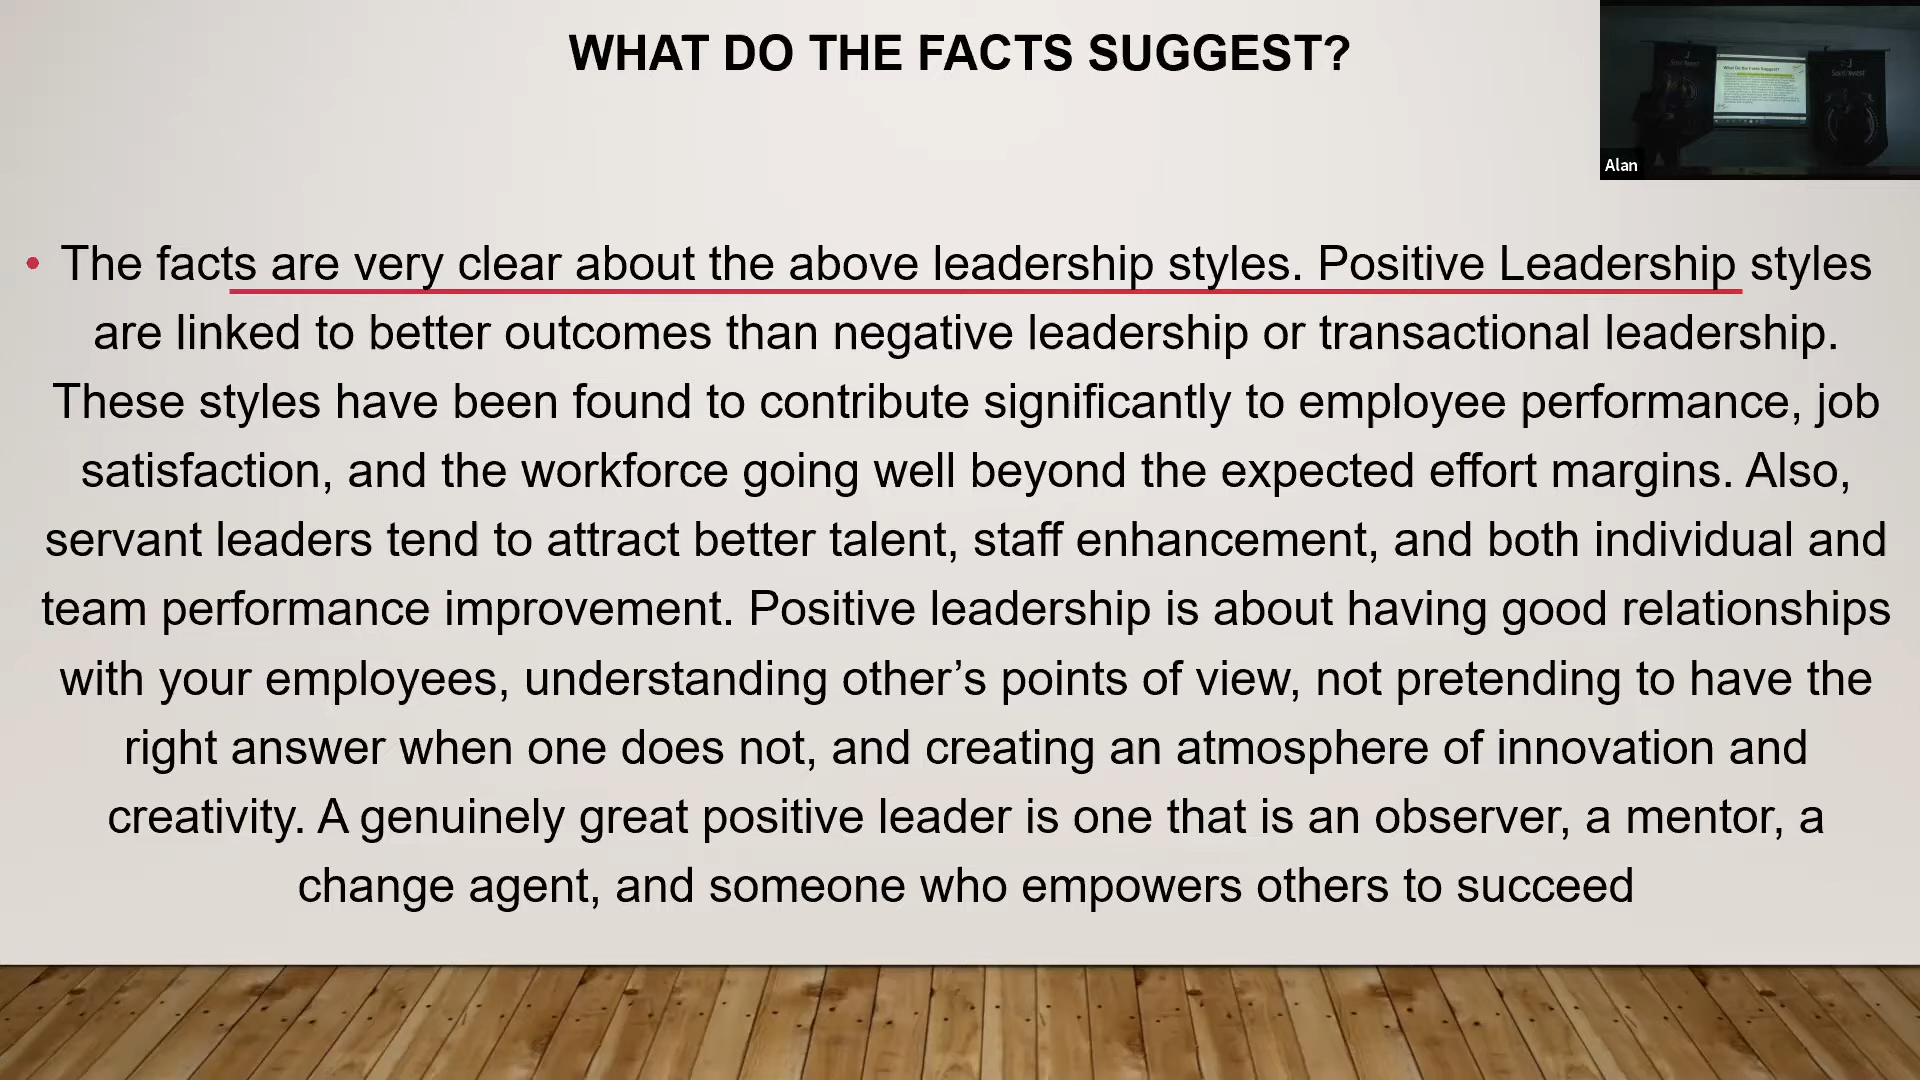 WHAT DO THE FACTS SUGGEST?
• The facts are very clear about the above leadership styles. Positive Leadership styles
are linked to better outcomes than negative leadership or transactional leadership.
These styles have been found to contribute significantly to employee performance, job
satisfaction, and the workforce going well beyond the expected effort margins. Also,
servant leaders tend to attract better talent, staff enhancement, and both individual and
team performance improvement. Positive leadership is about having good relationships
with your employees, understanding other’s points of view, not pretending to have the
right answer when one does not, and creating an atmosphere of innovation and
creativity. A genuinely great positive leader is one that is an observer, a mentor, a
change agent, and someone who empowers others to succeed
What Do the Facts Suggest?
Alan